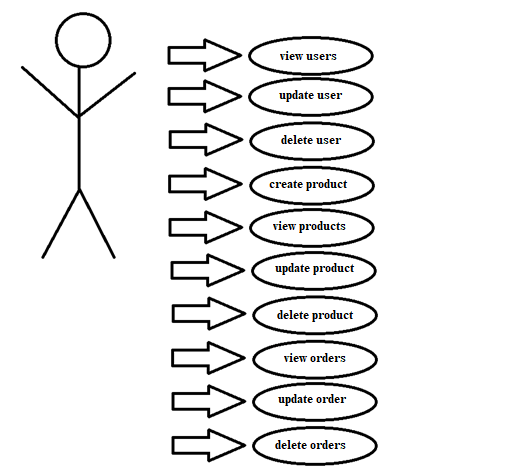 view users
update user
delete user
create product
view products
update product
delete product
view orders
update order
delete orders